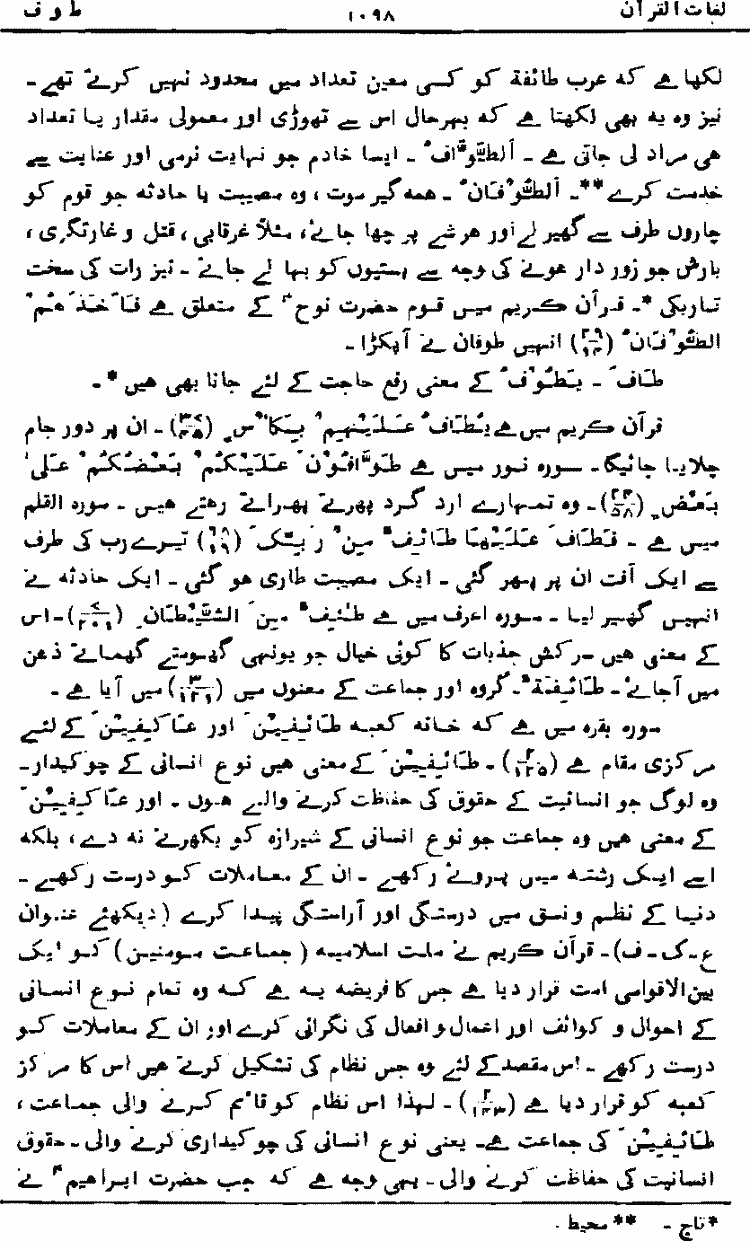 لغات القرآن ۱۰۹۸ ط و ف
لکھا ہے کہ عرب طائفۃ کو کسی معین تعداد میں محدود نہیں کرتے تھے۔
نیز وہ یہ بھی لکھتا ہے کہ بہرحال اس سے تھوڑی اور معمولی مقدار یا تعداد
ھی مراد لی جاتی ہے۔ اَلطَّوَّافُ۔ ایسا خادم جو نہایت نرمی اور عنایت سے
خدمت کرے**۔ اَلطُّوْفَانُ۔ ھمہ گیر موت، وہ مصیبت یا حادثہ جو قوم کو
چاروں طرف سے گھیر لے اور ھر شے پر چھا جائے، مثلاً غرقابی، قتل و غارتگری،
بارش جو زور دار ھونے کی وجہ سے بستیوں کو بہا لے جائے۔ نیز رات کی سخت
تاریکی*۔ قرآن کریم میں قوم حضرت نوح ؑ کے متعلق ہے فَاَخَذَھُمُ
الطُّوْفَانُ (۲۹/۱۴) انہیں طوفان نے آپکڑا۔
طَافَ۔ یَطُوْفُ کے معنی رفع حاجت کے لئے جانا بھی ھیں*۔
قرآن کریم میں ہے یُطَافُ عَلَیْہِمْ بِکَاْسٍ (۳۷/۴۵)۔ ان پر دور جام
چلایا جائیگا۔ سورہ نور میں ہے طَوَّافُوْنَ عَلَیْکُمْ بَعْضُکُمْ عَلٰی
بَعْضٍ (۲۴/۵۸)۔ وہ تمہارے ارد گرد پھرتے پھراتے رھتے ھیں۔ سورہ القلم
میں ہے۔ فَطَافَ عَلَیْھَا طَائِفٌ مِنْ رَبِّکَ (۶۸/۱۹) تیرے رب کی طرف
سے ایک آفت ان پر پھر گئی۔ ایک مصیبت طاری ھو گئی۔ ایک حادثہ نے
انہیں گھیر لیا۔ سورہ اعرف میں ہے طٰئِفٌ مِنَ الشَّیْطَانِ (۷/۲۰۱)۔ اس
کے معنی ھیں سرکش جذبات کا کوئی خیال جو یونہی گھومتے گھماتے ذھن
میں آجائے۔ طَائِفَۃٌ*۔ گروہ اور جماعت کے معنوں میں (۳/۱۲۱) میں آیا ہے۔
سورہ بقرہ میں ہے کہ خانہ کعبہ طَائِفِیْنَ اور عَاکِفِیْنَ کے لئے
مرکزی مقام ہے (۲/۱۲۵)۔ طَائِفِیْنَ کے معنی ھیں نوع انسانی کے چوکیدار۔
وہ لوگ جو انسانیت کے حقوق کی حفاظت کرنے والے ھوں۔ اور عَاکِفِیْنَ
کے معنی ھیں وہ جماعت جو نوع انسانی کے شیرازہ کو بکھرنے نہ دے، بلکہ
اسے ایک رشتہ میں پروئے رکھے۔ ان کے معاملات کو درست رکھے۔
دنیا کے نظم و نسق میں درستگی اور آراستگی پیدا کرے (دیکھئے عنوان
ع۔ک۔ف)۔ قرآن کریم نے ملت اسلامیہ (جماعت مومنین) کو ایک
بین الاقوامی امت قرار دیا ہے جس کا فریضہ یہ ہے کہ وہ تمام نوع انسانی
کے احوال و کوائف اور اعمال و افعال کی نگرانی کرے اور ان کے معاملات کو
درست رکھے۔ اس مقصد کے لئے وہ جس نظام کی تشکیل کرتے ھیں اس کا مرکز
کعبہ کو قرار دیا ہے (۲/۱۴۳)۔ لہذا اس نظام کو قائم کرنے والی جماعت،
طَائِفِیْنَ کی جماعت ہے۔ یعنی نوع انسانی کی چوکیداری کرنے والی۔ حقوق
انسانیت کی حفاظت کرنے والی۔ یہی وجہ ہے کہ جب حضرت ابراھیم ؑ نے
*تاج۔ **محیط۔